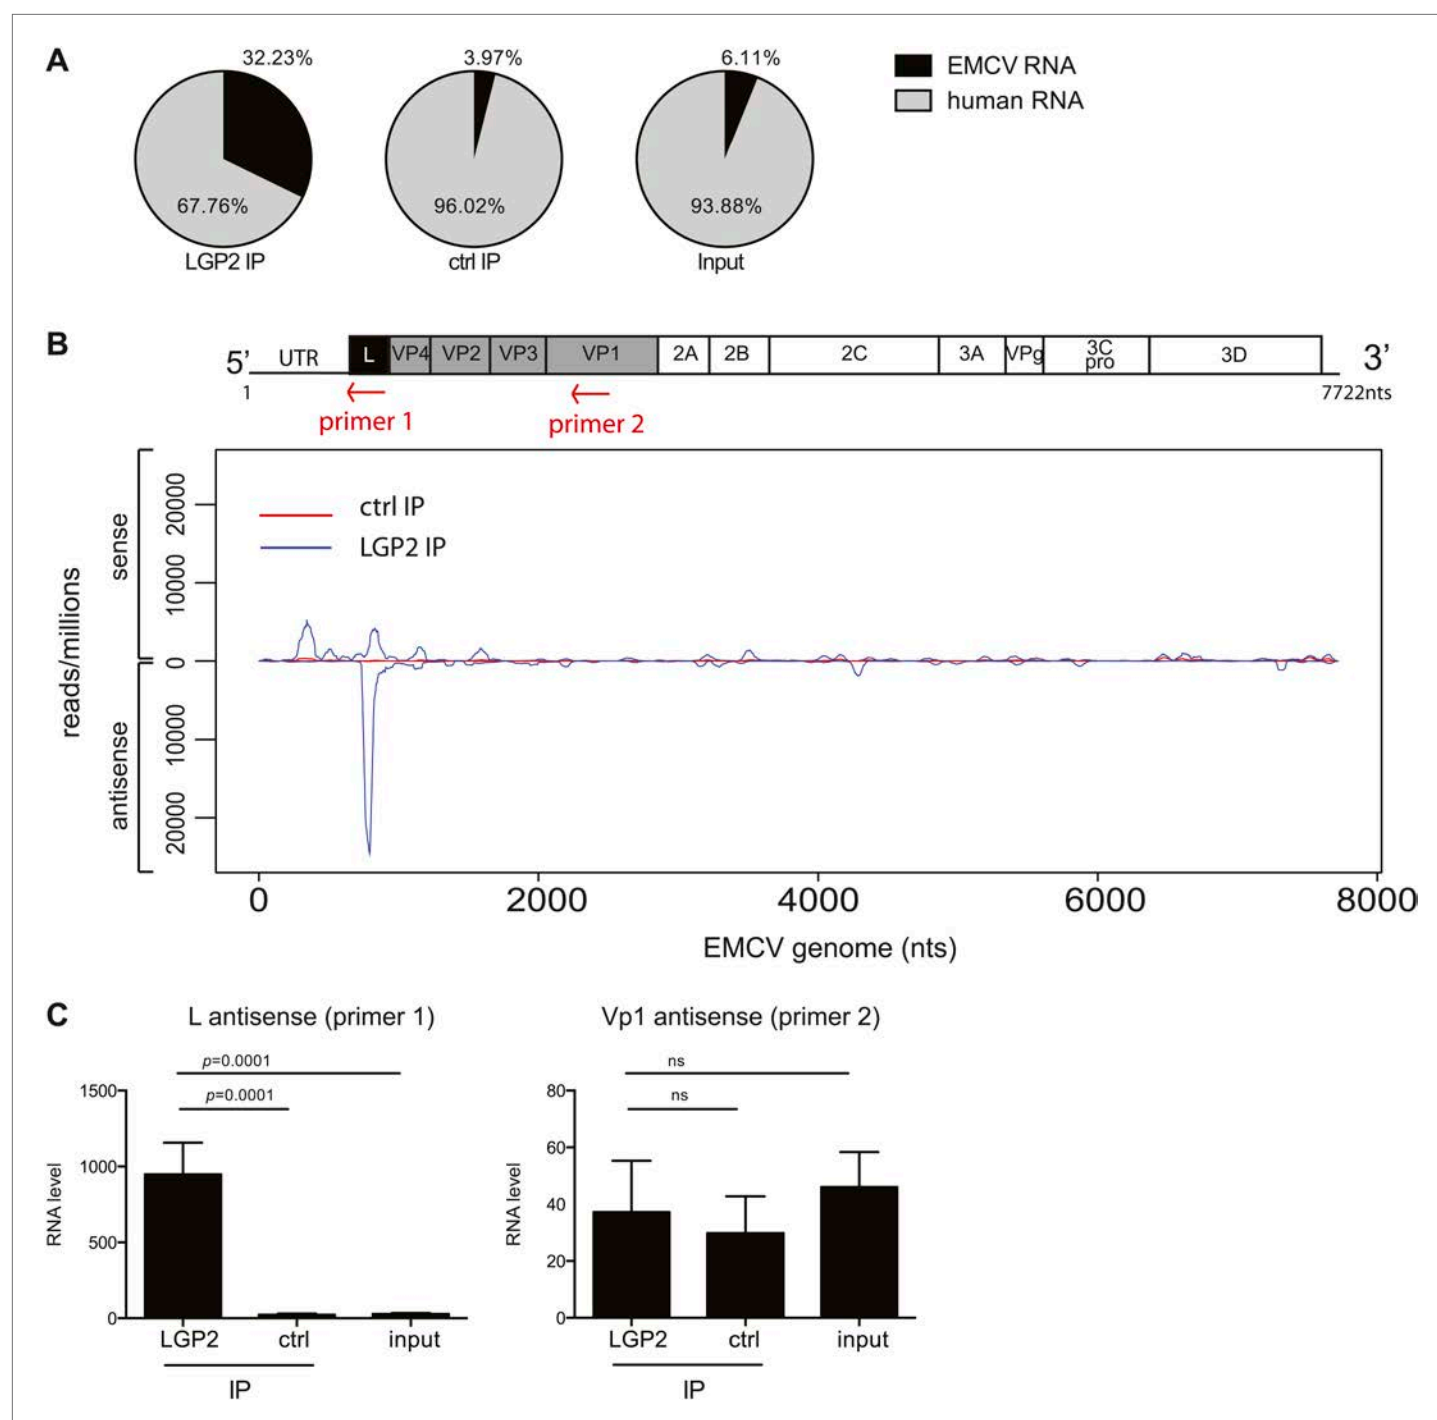 A
32.23%
3.97%
6.11%
EMCV RNA
human RNA
67.76%
96.02%
93.88%
LGP2 IP
ctrl IP
Input
B
5’ UTR L VP4 VP2 VP3 VP1 2A 2B 2C 3A VPg 3C pro 3D 3’
1
7722nts
primer 1
primer 2
ctrl IP
LGP2 IP
reads/millions
sense
antisense
20000
10000
0
10000
20000
0 2000 4000 6000 8000
EMCV genome (nts)
C
L antisense (primer 1)
p=0.0001
p=0.0001
RNA level
1500
1000
500
0
LGP2 ctrl input
IP
Vp1 antisense (primer 2)
ns
ns
RNA level
80
60
40
20
0
LGP2 ctrl input
IP